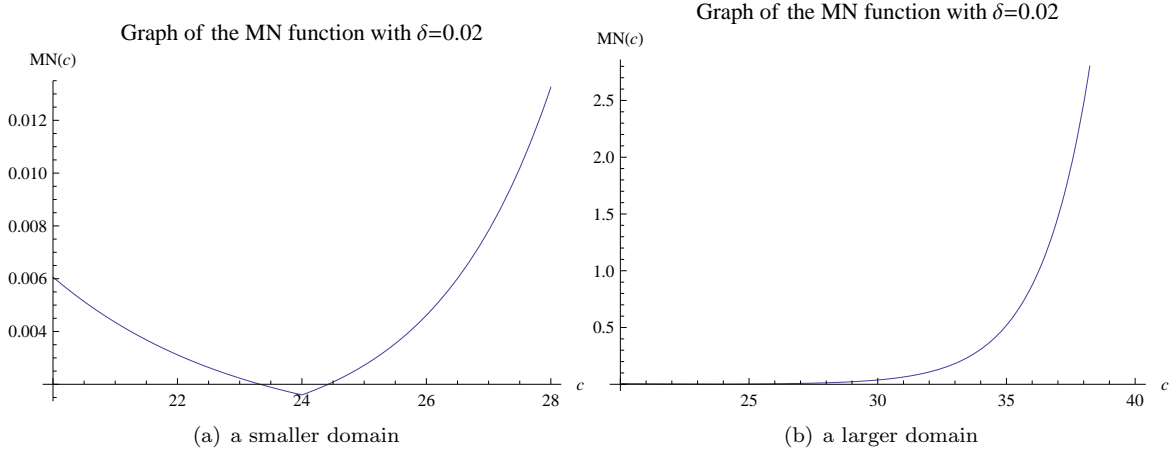 Graph of the MN function with δ=0.02
MN(c)
0.012
0.010
0.008
0.006
0.004
22
24
26
28
c
(a) a smaller domain
Graph of the MN function with δ=0.02
MN(c)
2.5
2.0
1.5
1.0
0.5
25
30
35
40
c
(b) a larger domain